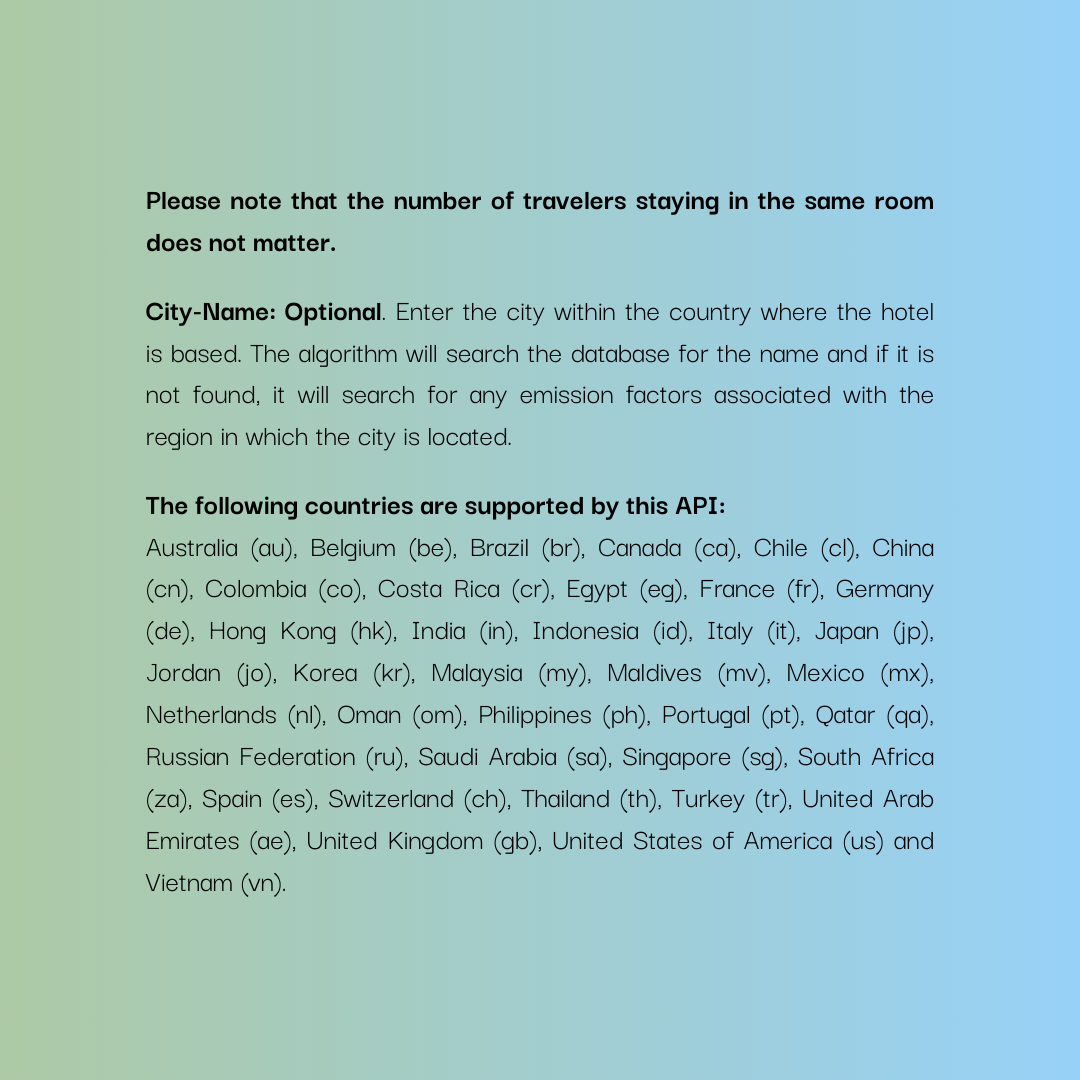 Please note that the number of travelers staying in the same room
does not matter.
City-Name: Optional. Enter the city within the country where the hotel
is based. The algorithm will search the database for the name and if it is
not found, it will search for any emission factors associated with the
region in which the city is located.
The following countries are supported by this API:
Australia (au), Belgium (be), Brazil (br), Canada (ca), Chile (cl), China
(cn), Colombia (co), Costa Rica (cr), Egypt (eg), France (fr), Germany
(de), Hong Kong (hk), India (in), Indonesia (id), Italy (it), Japan (jp),
Jordan (jo), Korea (kr), Malaysia (my), Maldives (mv), Mexico (mx),
Netherlands (nl), Oman (om), Philippines (ph), Portugal (pt), Qatar (qa),
Russian Federation (ru), Saudi Arabia (sa), Singapore (sg), South Africa
(za), Spain (es), Switzerland (ch), Thailand (th), Turkey (tr), United Arab
Emirates (ae), United Kingdom (gb), United States of America (us) and
Vietnam (vn).